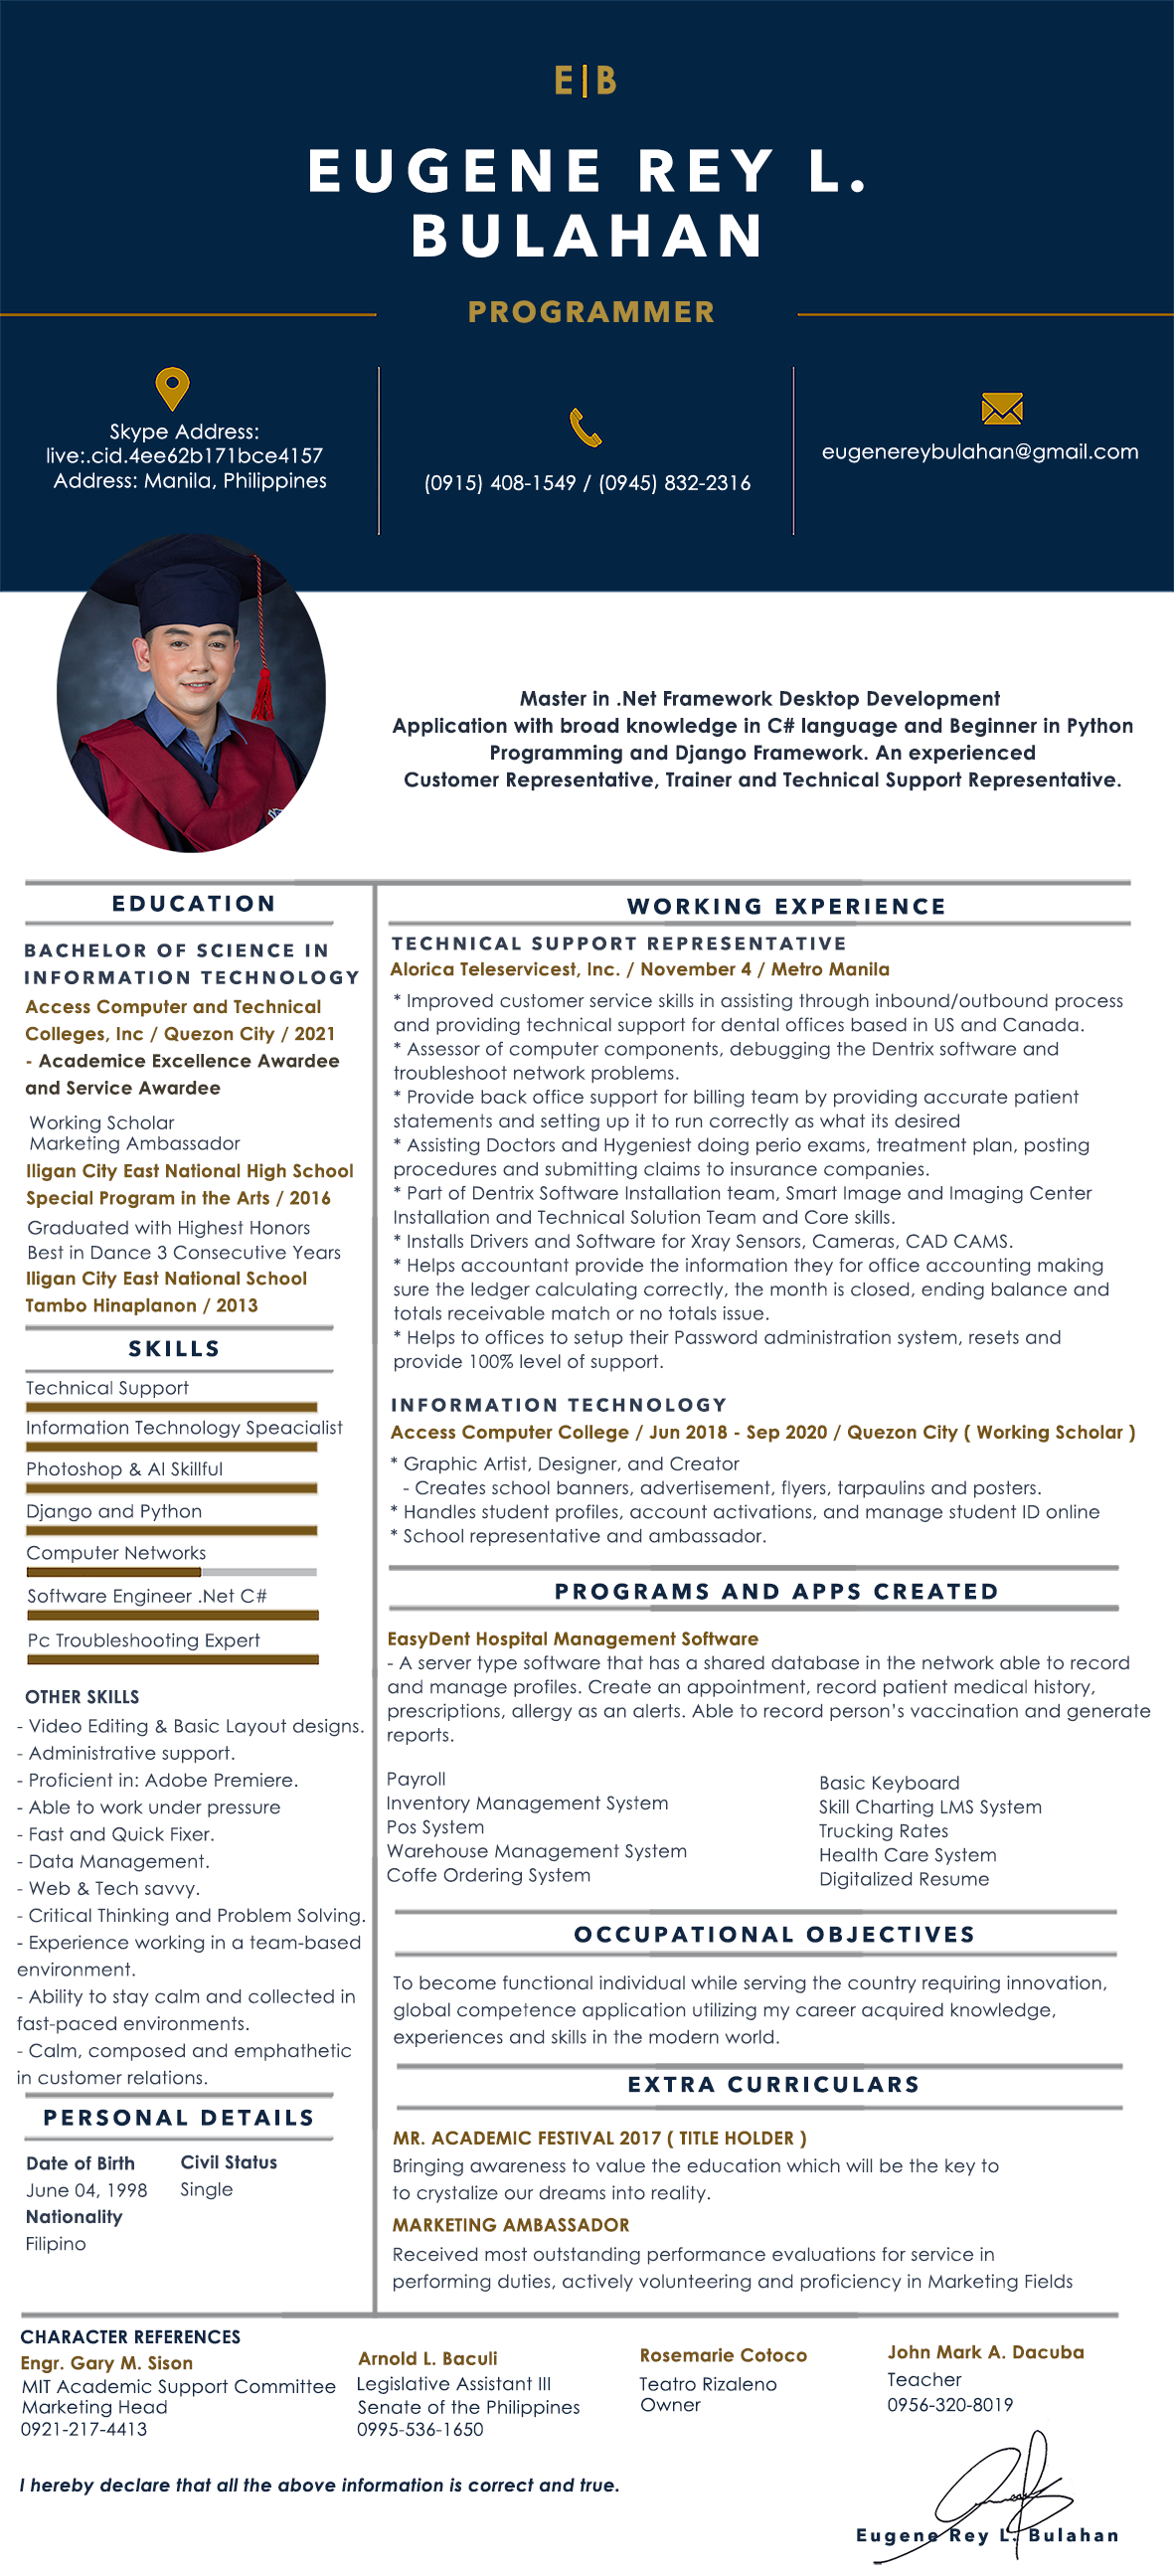 E|B
EUGENE REY L.
BULAHAN
PROGRAMMER
Skype Address:
live:.cid.4ee62b171bce4157
Address: Manila, Philippines
(0915) 408-1549 / (0945) 832-2316
eugenereybulahan@gmail.com
Master in .Net Framework Desktop Development
Application with broad knowledge in C# language and Beginner in Python
Programming and Django Framework. An experienced
Customer Representative, Trainer and Technical Support Representative.
EDUCATION
BACHELOR OF SCIENCE IN
INFORMATION TECHNOLOGY
Access Computer and Technical
Colleges, Inc / Quezon City / 2021
- Academice Excellence Awardee
and Service Awardee
Working Scholar
Marketing Ambassador
Iligan City East National High School
Special Program in the Arts / 2016
Graduated with Highest Honors
Best in Dance 3 Consecutive Years
Iligan City East National School
Tambo Hinaplanon / 2013
SKILLS
Technical Support
Information Technology Speacialist
Photoshop & AI Skillful
Django and Python
Computer Networks
Software Engineer .Net C#
Pc Troubleshooting Expert
OTHER SKILLS
- Video Editing & Basic Layout designs.
- Administrative support.
- Proficient in: Adobe Premiere.
- Able to work under pressure
- Fast and Quick Fixer.
- Data Management.
- Web & Tech savvy.
- Critical Thinking and Problem Solving.
- Experience working in a team-based
environment.
- Ability to stay calm and collected in
fast-paced environments.
- Calm, composed and emphathetic
in customer relations.
PERSONAL DETAILS
Date of Birth
June 04, 1998
Civil Status
Single
Nationality
Filipino
WORKING EXPERIENCE
TECHNICAL SUPPORT REPRESENTATIVE
Alorica Teleservicest, Inc. / November 4 / Metro Manila
* Improved customer service skills in assisting through inbound/outbound process
and providing technical support for dental offices based in US and Canada.
* Assessor of computer components, debugging the Dentrix software and
troubleshoot network problems.
* Provide back office support for billing team by providing accurate patient
statements and setting up it to run correctly as what its desired
* Assisting Doctors and Hygeniest doing perio exams, treatment plan, posting
procedures and submitting claims to insurance companies.
* Part of Dentrix Software Installation team, Smart Image and Imaging Center
Installation and Technical Solution Team and Core skills.
* Installs Drivers and Software for Xray Sensors, Cameras, CAD CAMS.
* Helps accountant provide the information they for office accounting making
sure the ledger calculating correctly, the month is closed, ending balance and
totals receivable match or no totals issue.
* Helps to offices to setup their Password administration system, resets and
provide 100% level of support.
INFORMATION TECHNOLOGY
Access Computer College / Jun 2018 - Sep 2020 / Quezon City ( Working Scholar )
* Graphic Artist, Designer, and Creator
- Creates school banners, advertisement, flyers, tarpaulins and posters.
* Handles student profiles, account activations, and manage student ID online
* School representative and ambassador.
PROGRAMS AND APPS CREATED
EasyDent Hospital Management Software
- A server type software that has a shared database in the network able to record
and manage profiles. Create an appointment, record patient medical history,
prescriptions, allergy as an alerts. Able to record person's vaccination and generate
reports.
Payroll
Inventory Management System
Pos System
Warehouse Management System
Coffe Ordering System
Basic Keyboard
Skill Charting LMS System
Trucking Rates
Health Care System
Digitalized Resume
OCCUPATIONAL OBJECTIVES
To become functional individual while serving the country requiring innovation,
global competence application utilizing my career acquired knowledge,
experiences and skills in the modern world.
EXTRA CURRICULARS
MR. ACADEMIC FESTIVAL 2017 ( TITLE HOLDER )
Bringing awareness to value the education which will be the key to
to crystalize our dreams into reality.
MARKETING AMBASSADOR
Received most outstanding performance evaluations for service in
performing duties, actively volunteering and proficiency in Marketing Fields
CHARACTER REFERENCES
Engr. Gary M. Sison
MIT Academic Support Committee
Marketing Head
0921-217-4413
Arnold L. Baculi
Legislative Assistant III
Senate of the Philippines
0995-536-1650
Rosemarie Cotoco
Teatro Rizaleno
Owner
John Mark A. Dacuba
Teacher
0956-320-8019
I hereby declare that all the above information is correct and true.
Eugene Rey L. Bulahan